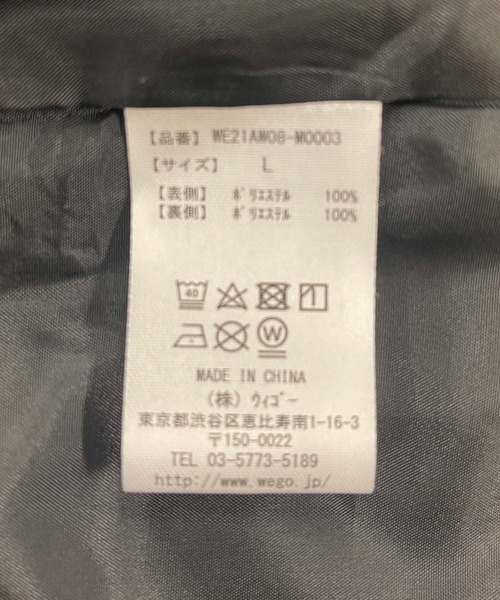 【品番】 WE21AM08-M0003
【サイズ】 L
【表側】 ポリエステル 100%
【裏側】 ポリエステル 100%
40
W
MADE IN CHINA
(株) ウィゴー
東京都渋谷区恵比寿南1-16-3
〒150-0022
TEL 03-5773-5189
http://www.wego.jp/